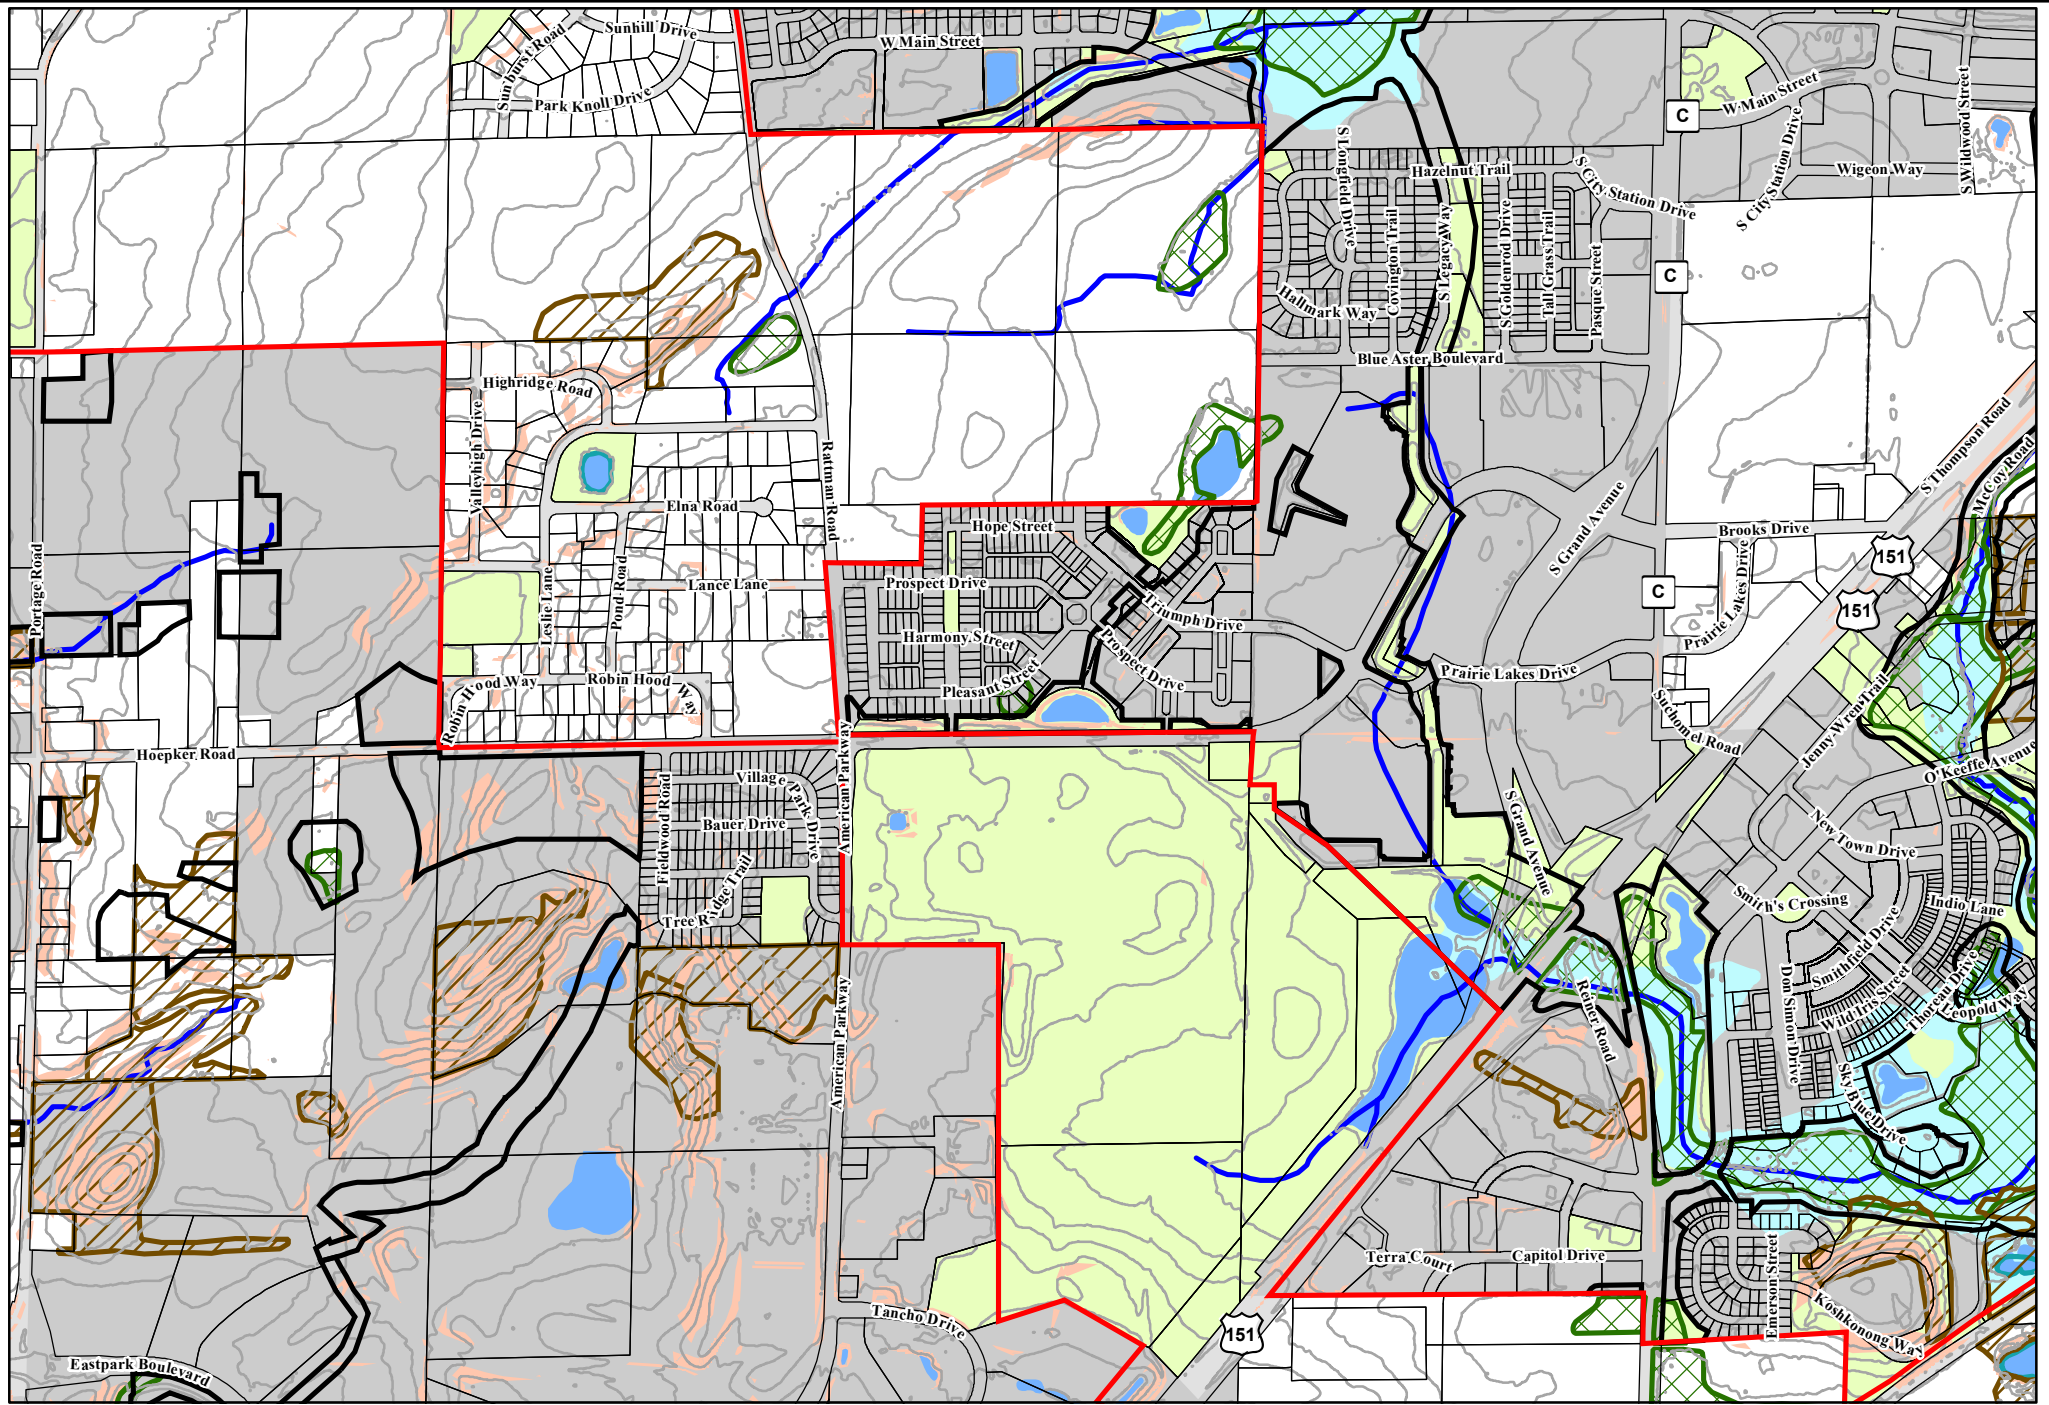 Sunhill Drive
W Main Street
Sunburst Road
Park Knoll Drive
W Main Street
C
S Wildwood Street
S City Station Drive
S Longfield Drive
Hazelnut Trail
Wigeon Way
S City Station Drive
Covington Trail
S Legacy Way
S Goldenrod Drive
Tall Grass Trail
Pasque Street
C
Hallmark Way
Blue Aster Boulevard
Highridge Road
Valleyhigh Drive
Rattman Road
S Thompson Road
McCoy Road
Elna Road
Hope Street
S Grand Avenue
Brooks Drive
151
Portage Road
Leslie Lane
Pond Road
Lance Lane
Prospect Drive
C
Prairie Lakes Drive
151
Triumph Drive
Harmony Street
Prospect Drive
Pleasant Street
Robin Hood Way
Robin Hood Way
Prairie Lakes Drive
Suchomel Road
Jenny Wren Trail
Hoepker Road
American Parkway
O'Keeffe Avenue
Village Park Drive
Fieldwood Road
Bauer Drive
S Grand Avenue
New Town Drive
Tree Ridge Trail
Smith's Crossing
Indio Lane
Smithfield Drive
American Parkway
Reiner Road
Don Simon Drive
Wild Iris Street
Thoreau Drive
Leopold Way
Sky Blue Drive
Terra Court
Capitol Drive
Emerson Street
Koshkonong Way
Tancho Drive
151
Eastpark Boulevard